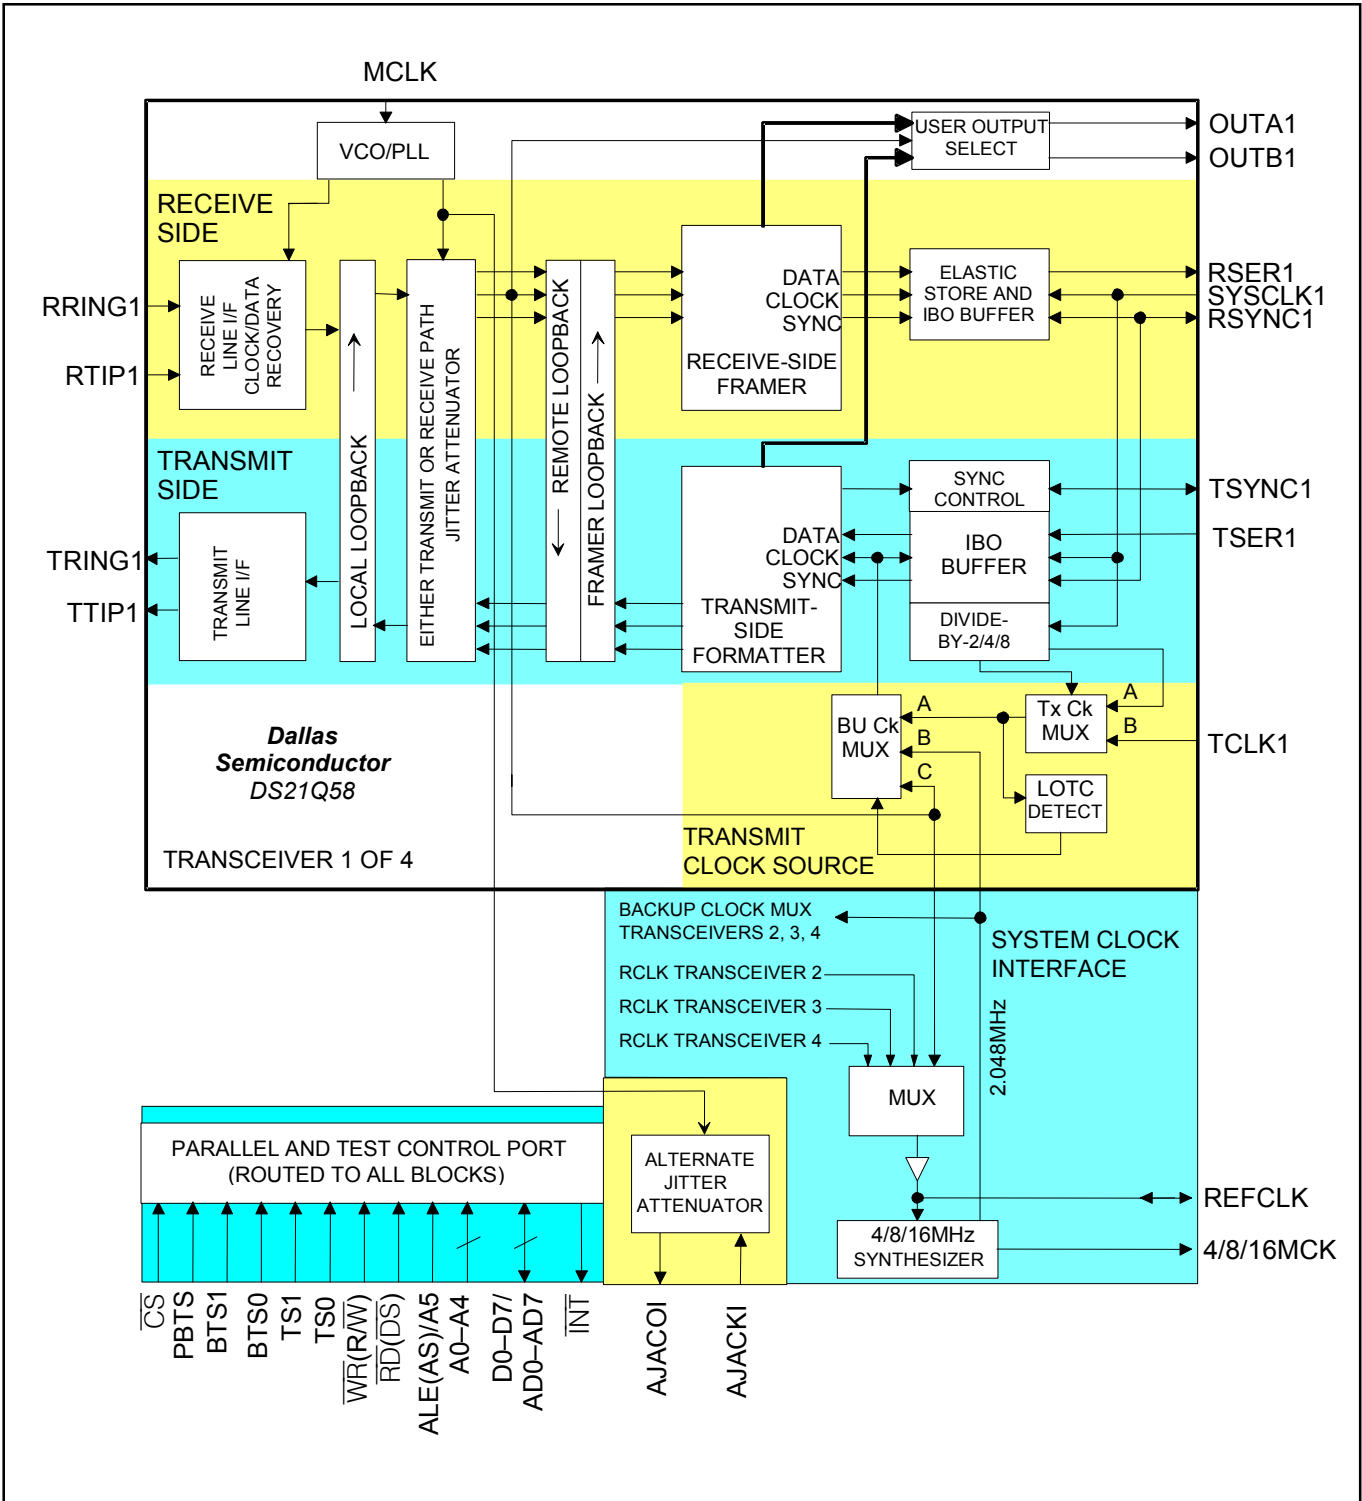 MCLK
VCO/PLL
USER OUTPUT
SELECT
OUTA1
OUTB1
RECEIVE
SIDE
RRING1
RTIP1
RECEIVE
LINE I/F
CLOCK/DATA
RECOVERY
LOCAL LOOPBACK
EITHER TRANSMIT OR RECEIVE PATH
JITTER ATTENUATOR
REMOTE LOOPBACK
FRAMER LOOPBACK
DATA
CLOCK
SYNC
RECEIVE-SIDE
FRAMER
ELASTIC
STORE AND
IBO BUFFER
RSER1
SYSCLK1
RSYNC1
TRANSMIT
SIDE
TRING1
TTIP1
TRANSMIT
LINE I/F
DATA
CLOCK
SYNC
TRANSMIT-
SIDE
FORMATTER
SYNC
CONTROL
IBO
BUFFER
DIVIDE-
BY-2/4/8
TSYNC1
TSER1
Dallas
Semiconductor
DS21Q58
TRANSCEIVER 1 OF 4
BU Ck
MUX
A
B
C
Tx Ck
MUX
A
B
TCLK1
LOTC
DETECT
TRANSMIT
CLOCK SOURCE
BACKUP CLOCK MUX
TRANSCEIVERS 2, 3, 4
SYSTEM CLOCK
INTERFACE
RCLK TRANSCEIVER 2
RCLK TRANSCEIVER 3
RCLK TRANSCEIVER 4
2.048MHz
MUX
PARALLEL AND TEST CONTROL PORT
(ROUTED TO ALL BLOCKS)
ALTERNATE
JITTER
ATTENUATOR
4/8/16MHz
SYNTHESIZER
REFCLK
4/8/16MCK
CS
PBTS
BTS1
BTS0
TS1
TS0
WR(R/W)
RD(DS)
ALE(AS)/A5
A0–A4
D0–D7/
AD0–AD7
INT
AJACOI
AJACKI